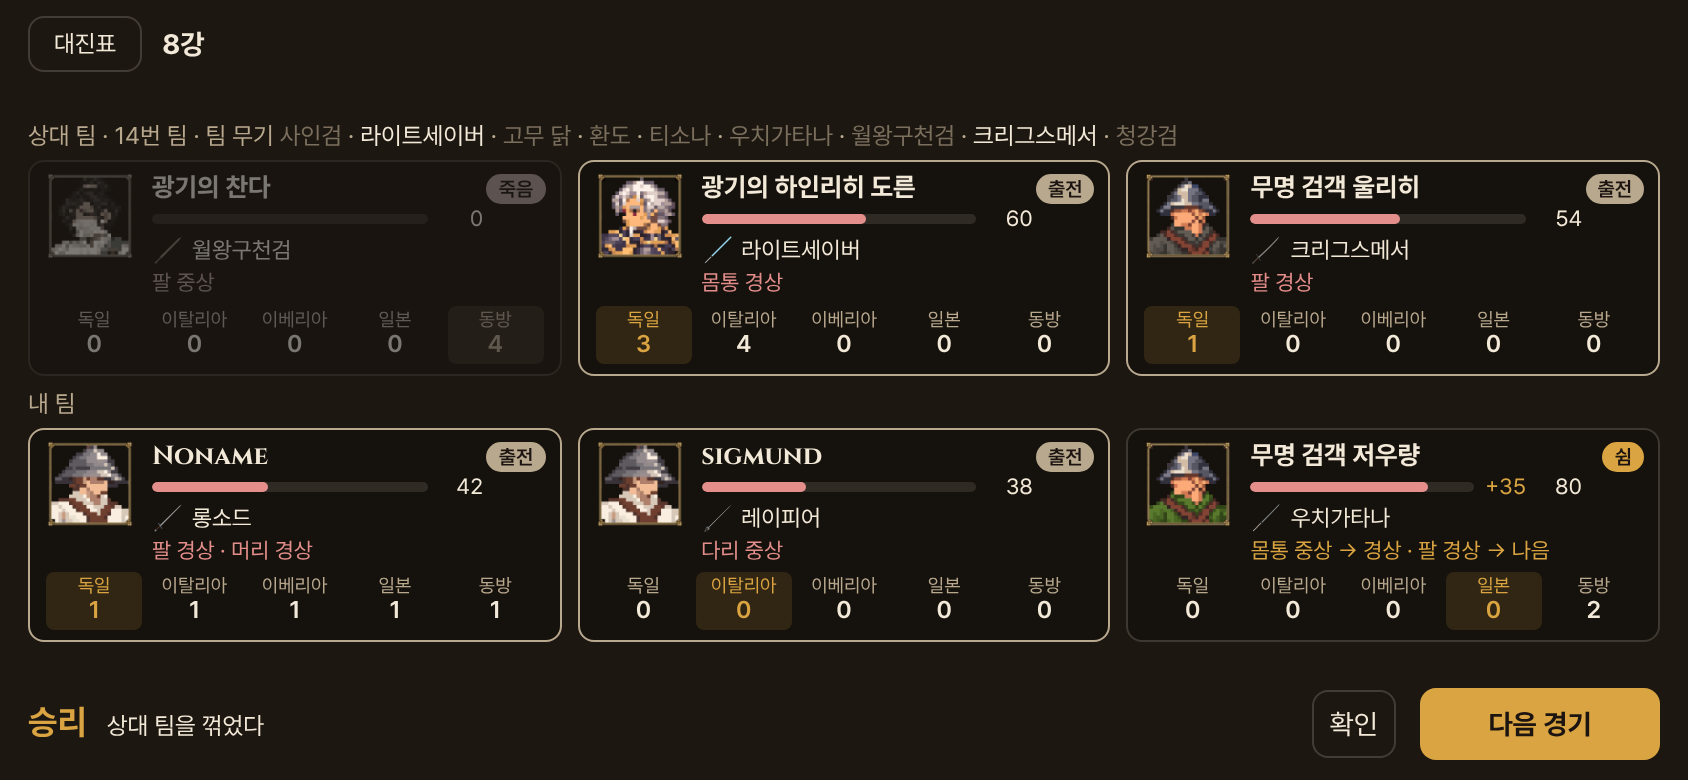 대진표 8강
상대 팀 · 14번 팀 · 팀 무기 사인검 · 라이트세이버 · 고무 닭 · 환도 · 티소나 · 우치가타나 · 월왕구천검 · 크리그스메서 · 청강검
광기의 찬다 죽음
0
월왕구천검
팔 중상
독일 이탈리아 이베리아 일본 동방
0 0 0 0 4
광기의 하인리히 도른 출전
60
라이트세이버
몸통 경상
독일 이탈리아 이베리아 일본 동방
3 4 0 0 0
무명 검객 울리히 출전
54
크리그스메서
팔 경상
독일 이탈리아 이베리아 일본 동방
1 0 0 0 0
내 팀
NONAME 출전
42
롱소드
팔 경상 · 머리 경상
독일 이탈리아 이베리아 일본 동방
1 1 1 1 1
SIGMUND 출전
38
레이피어
다리 중상
독일 이탈리아 이베리아 일본 동방
0 0 0 0 0
무명 검객 저우량 쉼
+35 80
우치가타나
몸통 중상 → 경상 · 팔 경상 → 나음
독일 이탈리아 이베리아 일본 동방
0 0 0 0 2
승리 상대 팀을 꺾었다
확인 다음 경기